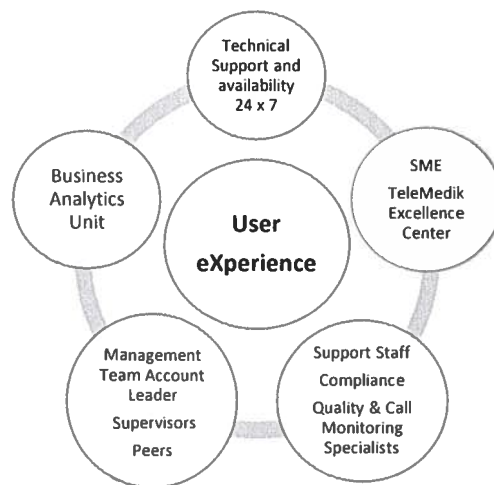 Technical
Support and
availability
24 x 7
SME
TeleMedik
Excellence
Center
Support Staff
Compliance
Quality & Call
Monitoring
Specialists
Management
Team Account
Leader
Supervisors
Peers
Business
Analytics
Unit
User
eXperience